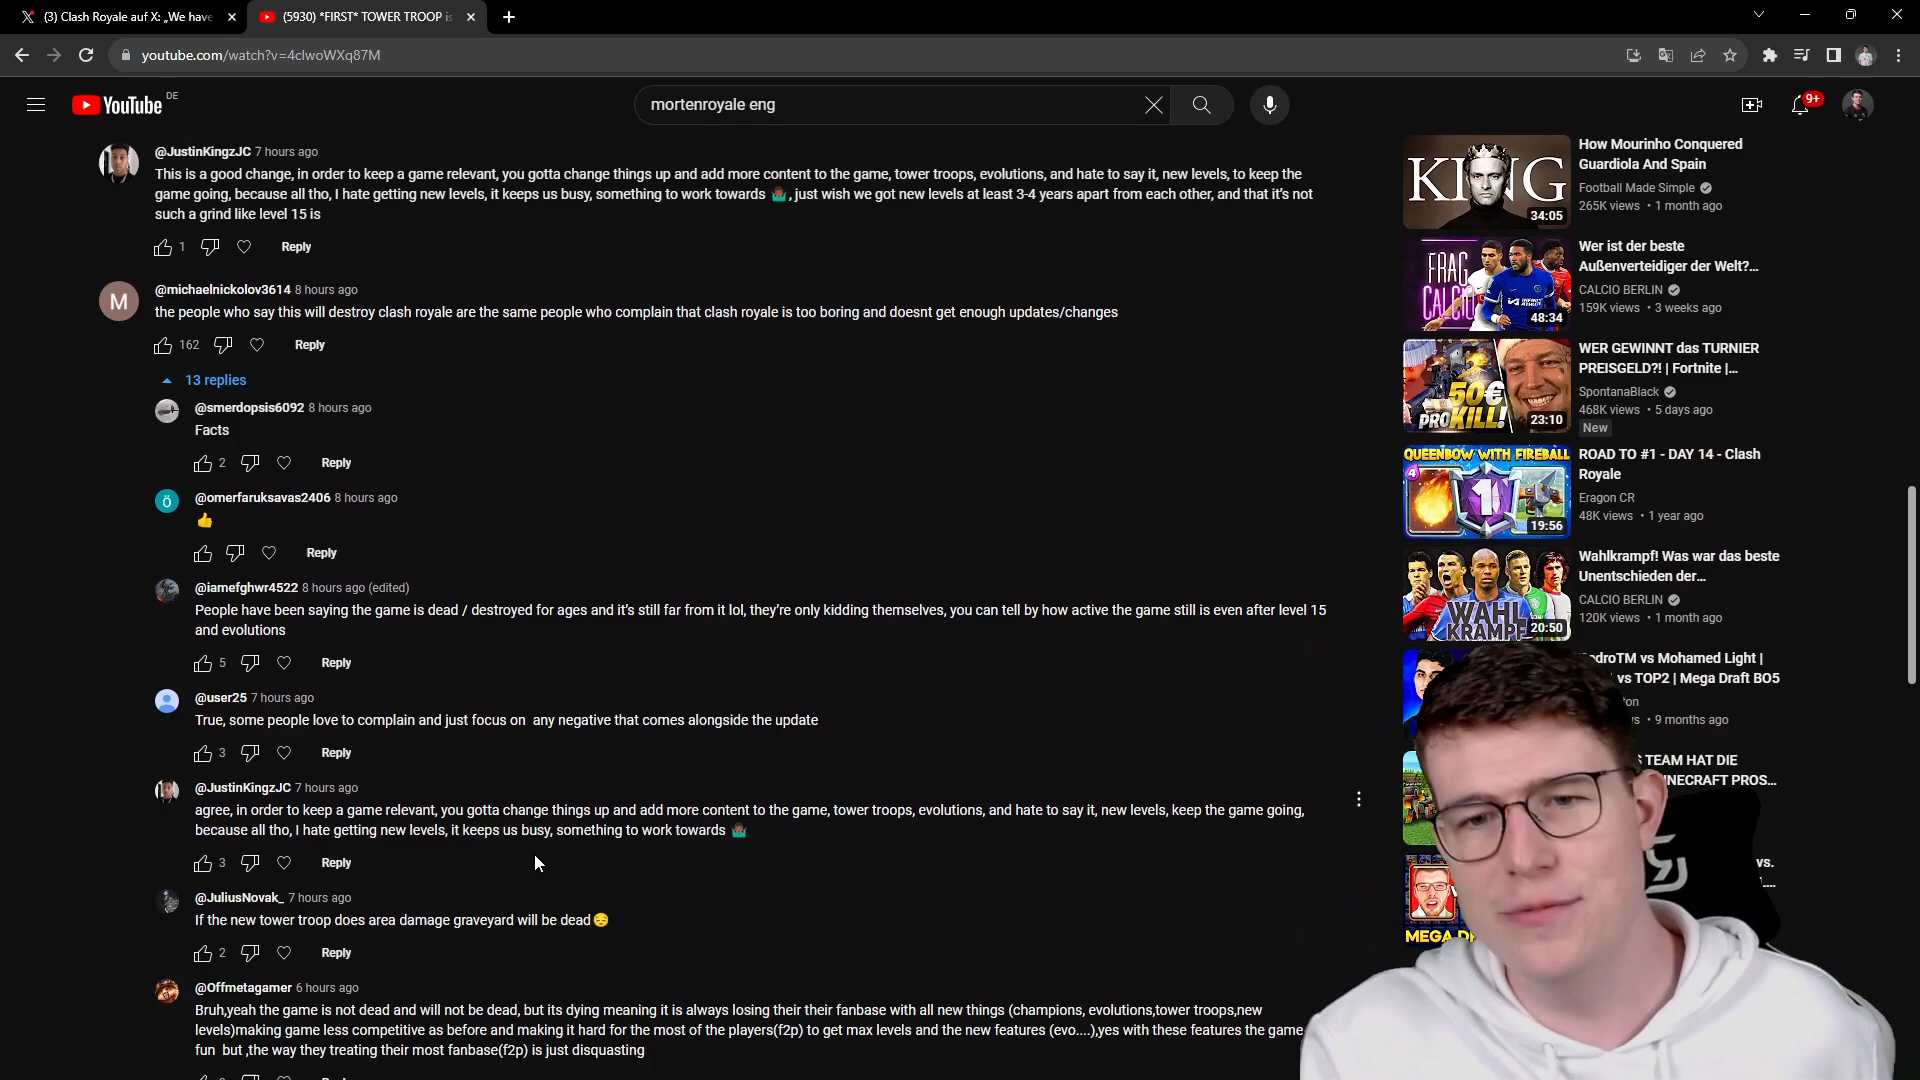 (3) Clash Royale auf X: „We have
(5930) *FIRST* TOWER TROOP is
youtube.com/watch?v=4clwoWXq87M
YouTube DE
mortenroyale eng
9+
@JustinKingzJC 7 hours ago
This is a good change, in order to keep a game relevant, you gotta change things up and add more content to the game, tower troops, evolutions, and hate to say it, new levels, to keep the
game going, because all tho, I hate getting new levels, it keeps us busy, something to work towards 🤷🏾‍♂️, just wish we got new levels at least 3-4 years apart from each other, and that it's not
such a grind like level 15 is
1 Reply
M
@michaelnickolov3614 8 hours ago
the people who say this will destroy clash royale are the same people who complain that clash royale is too boring and doesnt get enough updates/changes
162 Reply
13 replies
@smerdopsis6092 8 hours ago
Facts
2 Reply
ö
@omerfaruksavas2406 8 hours ago
👍
Reply
@iamefghwr4522 8 hours ago (edited)
People have been saying the game is dead / destroyed for ages and it's still far from it lol, they're only kidding themselves, you can tell by how active the game still is even after level 15
and evolutions
5 Reply
@user25 7 hours ago
True, some people love to complain and just focus on any negative that comes alongside the update
3 Reply
@JustinKingzJC 7 hours ago
agree, in order to keep a game relevant, you gotta change things up and add more content to the game, tower troops, evolutions, and hate to say it, new levels, keep the game going,
because all tho, I hate getting new levels, it keeps us busy, something to work towards 🤷🏾‍♂️
3 Reply
@JuliusNovak_ 7 hours ago
If the new tower troop does area damage graveyard will be dead😔
2 Reply
@Offmetagamer 6 hours ago
Bruh,yeah the game is not dead and will not be dead, but its dying meaning it is always losing their their fanbase with all new things (champions, evolutions,tower troops,new
levels)making game less competitive as before and making it hard for the most of the players(f2p) to get max levels and the new features (evo....),yes with these features the game
fun but ,the way they treating their most fanbase(f2p) is just disquasting
KING
34:05
How Mourinho Conquered
Guardiola And Spain
Football Made Simple
265K views • 1 month ago
FRAG
CALCIO
48:34
Wer ist der beste
Außenverteidiger der Welt?...
CALCIO BERLIN
159K views • 3 weeks ago
50€
PRO KILL!
23:10
WER GEWINNT das TURNIER
PREISGELD?! | Fortnite |...
SpontanaBlack
468K views • 5 days ago
New
QUEENBOW WITH FIREBALL
4
1
19:56
ROAD TO #1 - DAY 14 - Clash
Royale
Eragon CR
48K views • 1 year ago
WAHL
KRAMPF
20:50
Wahlkrampf! Was war das beste
Unentschieden der...
CALCIO BERLIN
120K views • 1 month ago
edroTM vs Mohamed Light |
vs TOP2 | Mega Draft BO5
ton
• 9 months ago
TEAM HAT DIE
NECRAFT PROS...
vs.
MEGA D